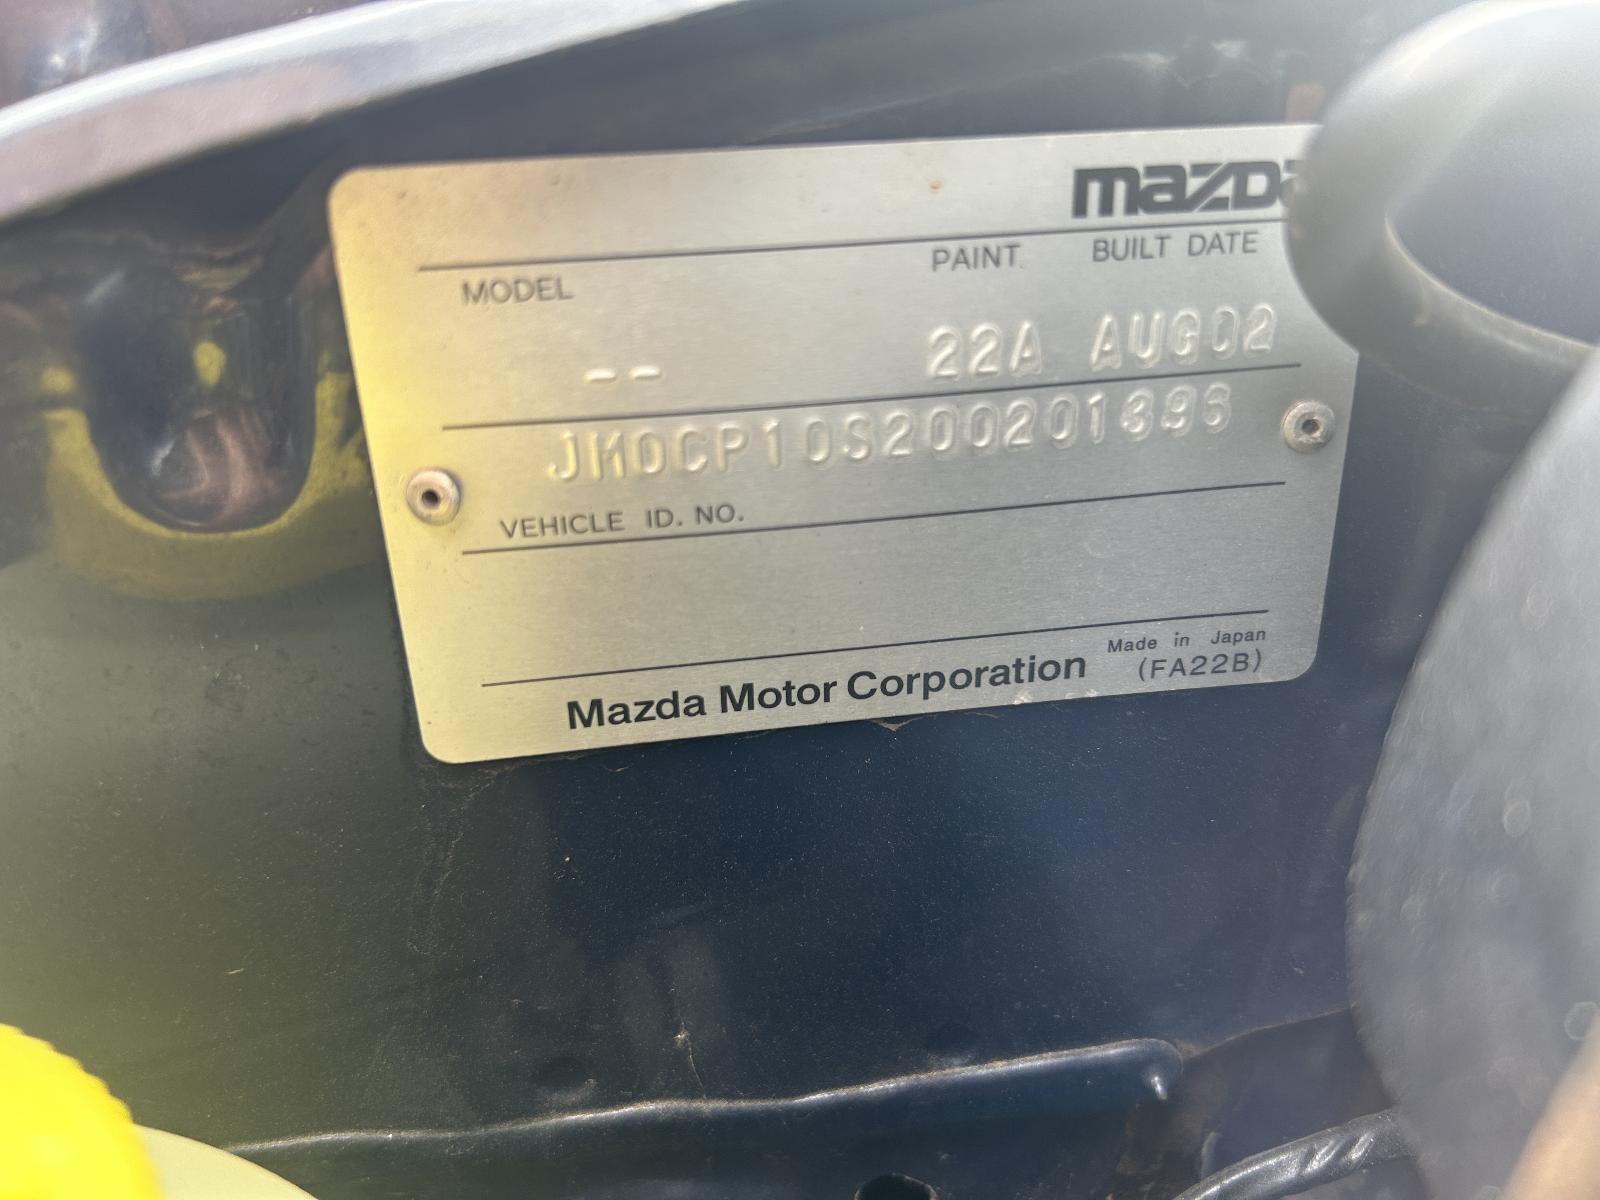 mazda
MODEL PAINT BUILT DATE
-- 22A AUG02
JM0CP10S200201396
VEHICLE ID. NO.
Made in Japan
Mazda Motor Corporation (FA22B)